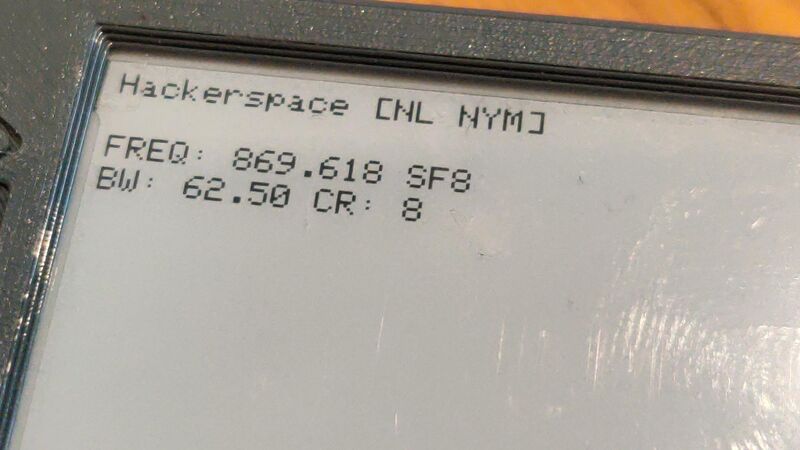 Hackerspace [NL NYM]
FREQ: 869.618 SF8
BW: 62.50 CR: 8